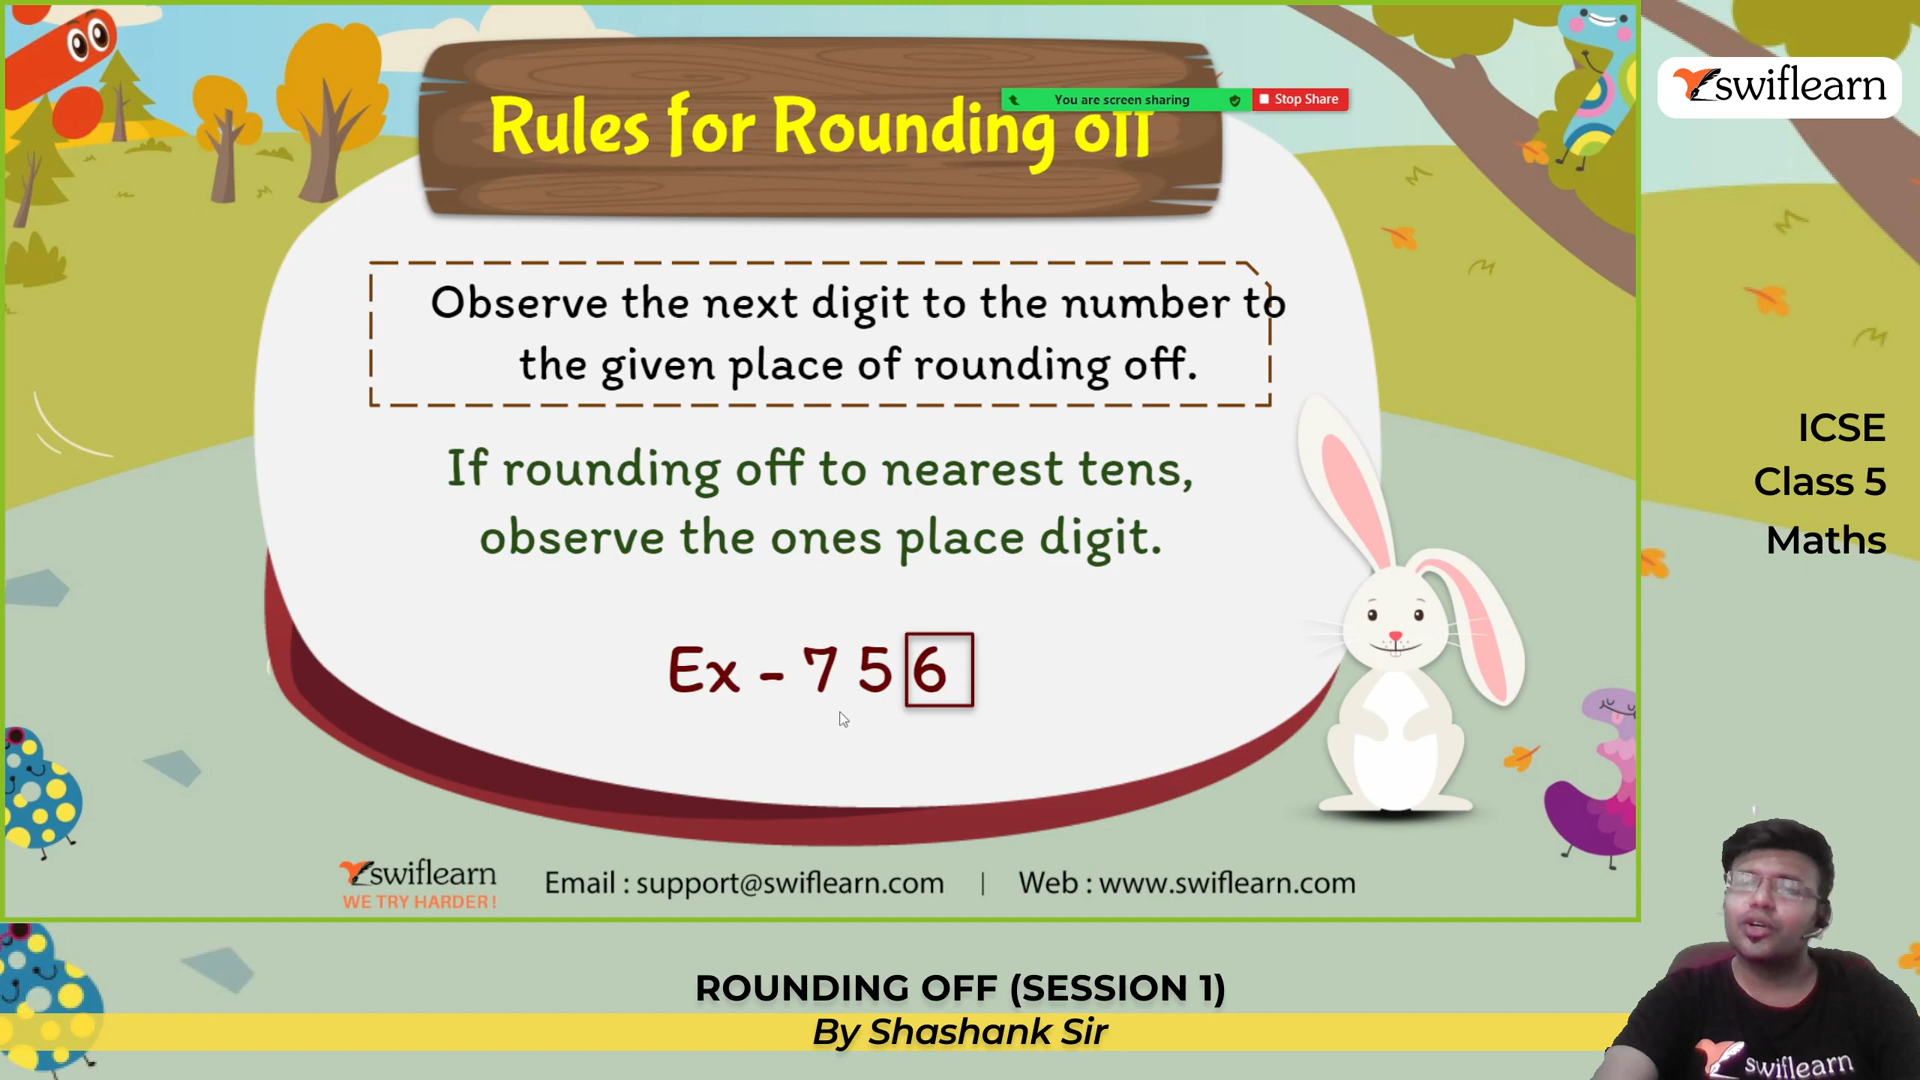 Rules for Rounding off
You are screen sharing
Stop Share
swiflearn
Observe the next digit to the number to
the given place of rounding off.
If rounding off to nearest tens,
observe the ones place digit.
Ex - 7 5 6
ICSE
Class 5
Maths
swiflearn
WE TRY HARDER!
Email : support@swiflearn.com | Web : www.swiflearn.com
ROUNDING OFF (SESSION 1)
By Shashank Sir
swiflearn